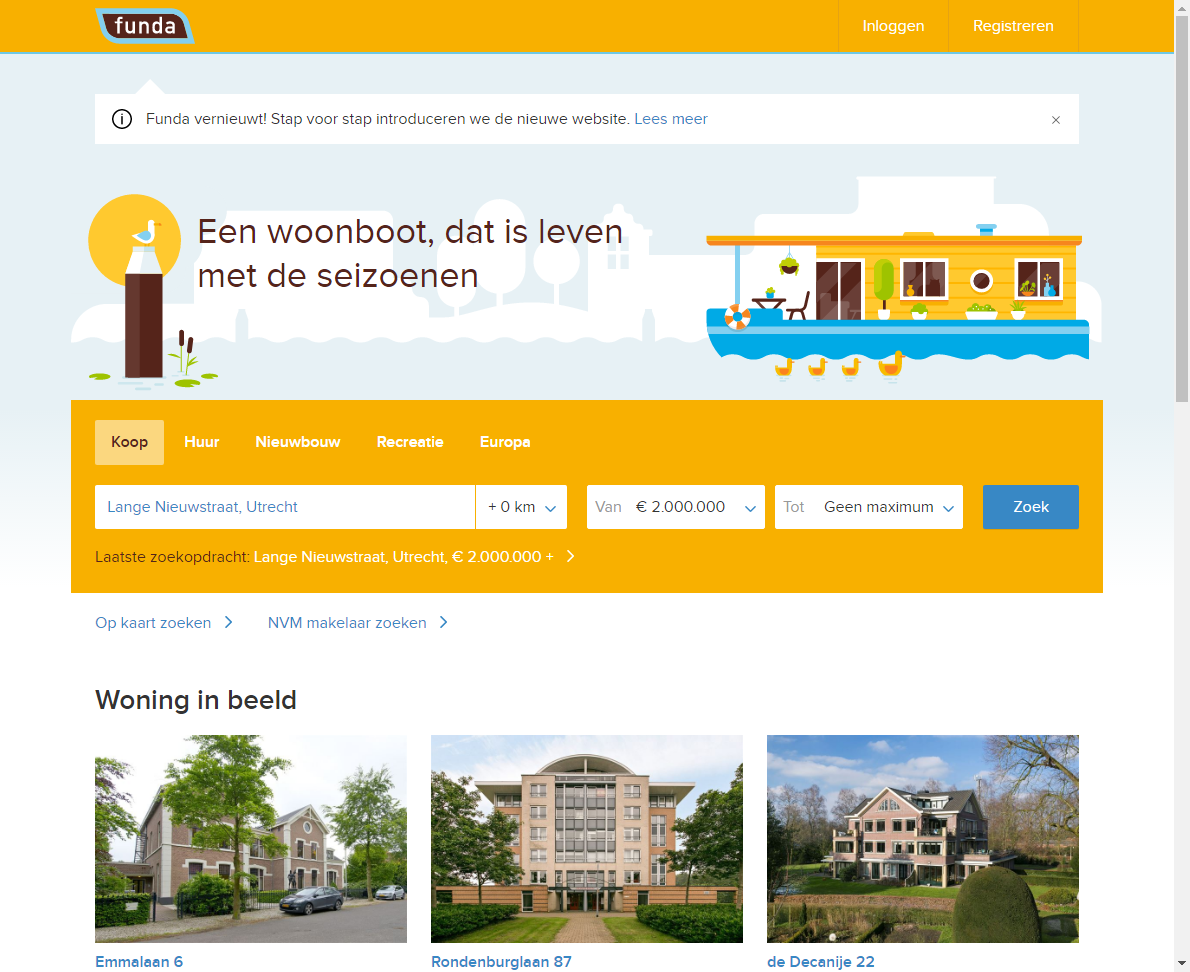 funda
Inloggen
Registreren
Funda vernieuwt! Stap voor stap introduceren we de nieuwe website. Lees meer
Een woonboot, dat is leven
met de seizoenen
Koop
Huur
Nieuwbouw
Recreatie
Europa
Lange Nieuwstraat, Utrecht
+ 0 km
Van € 2.000.000
Tot Geen maximum
Zoek
Laatste zoekopdracht: Lange Nieuwstraat, Utrecht, € 2.000.000 +
Op kaart zoeken
NVM makelaar zoeken
Woning in beeld
Emmalaan 6
Rondenburglaan 87
de Decanije 22